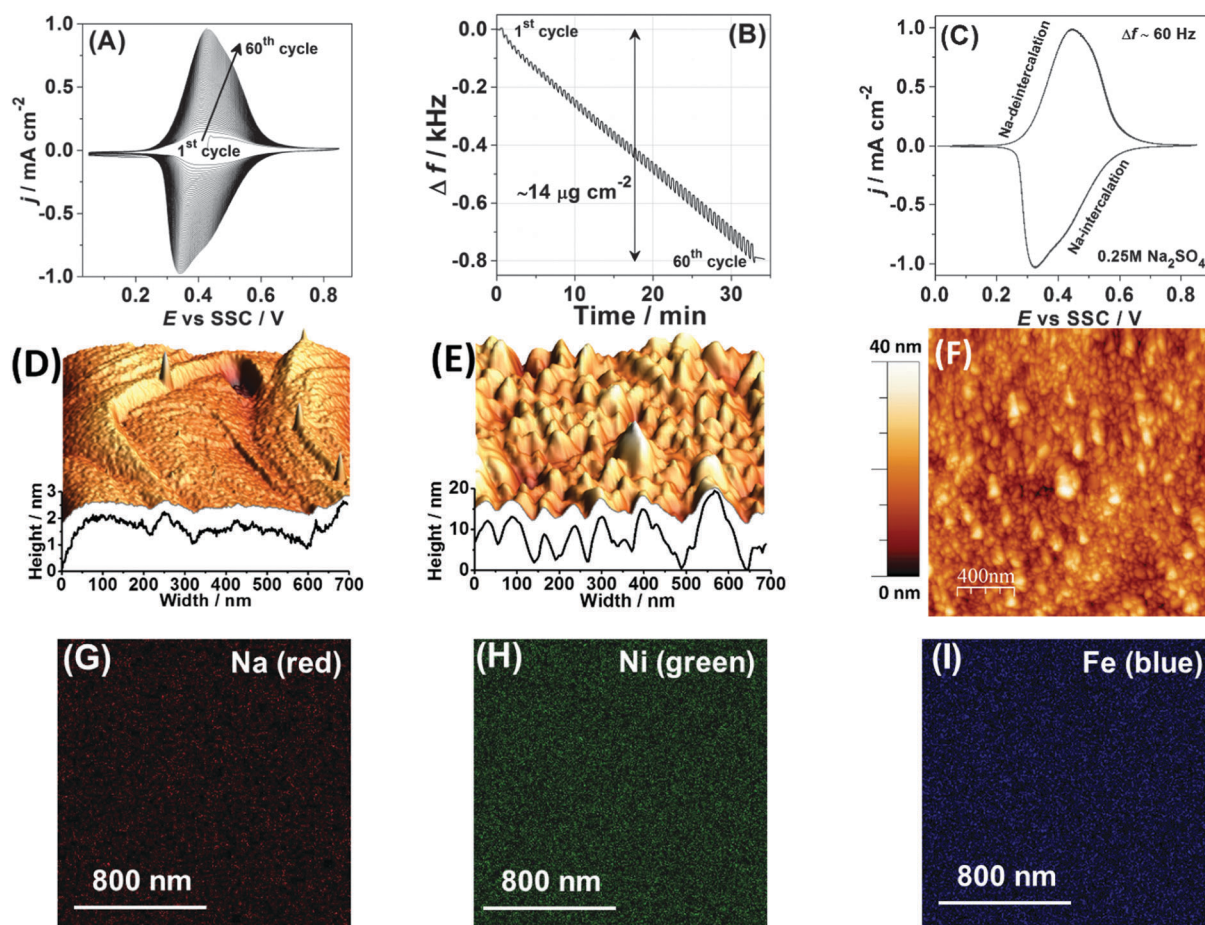 (A)
60th cycle
1st cycle
1.0
0.5
0.0
0.5
1.0
j / mA cm-2
0.2
0.4
0.6
0.8
E vs SSC / V
(B)
1st cycle
~14 µg cm-2
60th cycle
0.0
-0.2
-0.4
-0.6
-0.8
Δ f / kHz
0
10
20
30
Time / min
(C)
Δf ~ 60 Hz
Na-deintercalation
Na-intercalation
0.25M Na2SO4
1.0
0.5
0.0
-0.5
-1.0
j / mA cm-2
0.0
0.2
0.4
0.6
0.8
E vs SSC / V
(D)
3
2
1
0
Height / nm
0
100
200
300
400
500
600
700
Width / nm
(E)
20
10
0
Height / nm
0
100
200
300
400
500
600
700
Width / nm
40 nm
0 nm
(F)
400nm
(G)
Na (red)
800 nm
(H)
Ni (green)
800 nm
(I)
Fe (blue)
800 nm